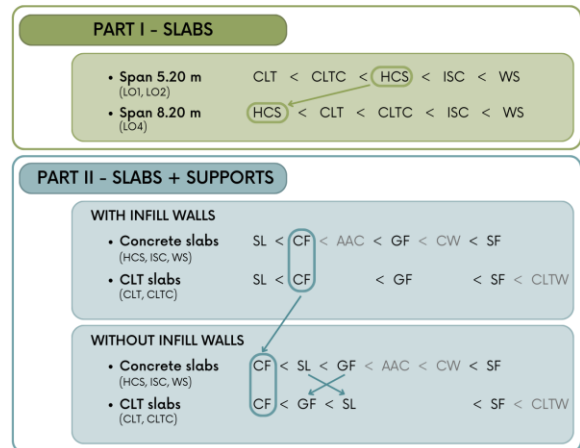 PART I - SLABS
• Span 5.20 m CLT < CLTC < HCS < ISC < WS
(LO1, LO2)
• Span 8.20 m HCS < CLT < CLTC < ISC < WS
(LO4)
PART II - SLABS + SUPPORTS
WITH INFILL WALLS
• Concrete slabs SL < CF < AAC < GF < CW < SF
(HCS, ISC, WS)
• CLT slabs SL < CF < GF < SF < CLTW
(CLT, CLTC)
WITHOUT INFILL WALLS
• Concrete slabs CF < SL < GF < AAC < CW < SF
(HCS, ISC, WS)
• CLT slabs CF < GF < SL < SF < CLTW
(CLT, CLTC)